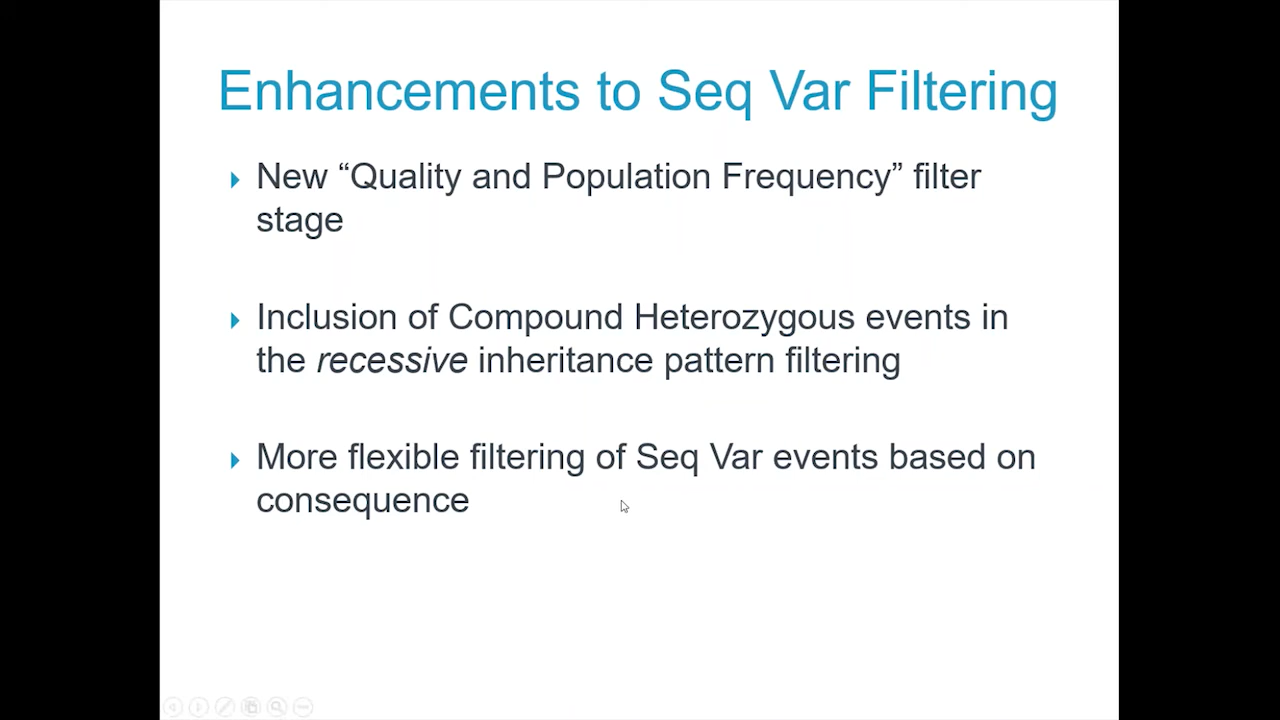 Enhancements to Seq Var Filtering
New “Quality and Population Frequency” filter
stage
Inclusion of Compound Heterozygous events in
the recessive inheritance pattern filtering
More flexible filtering of Seq Var events based on
consequence